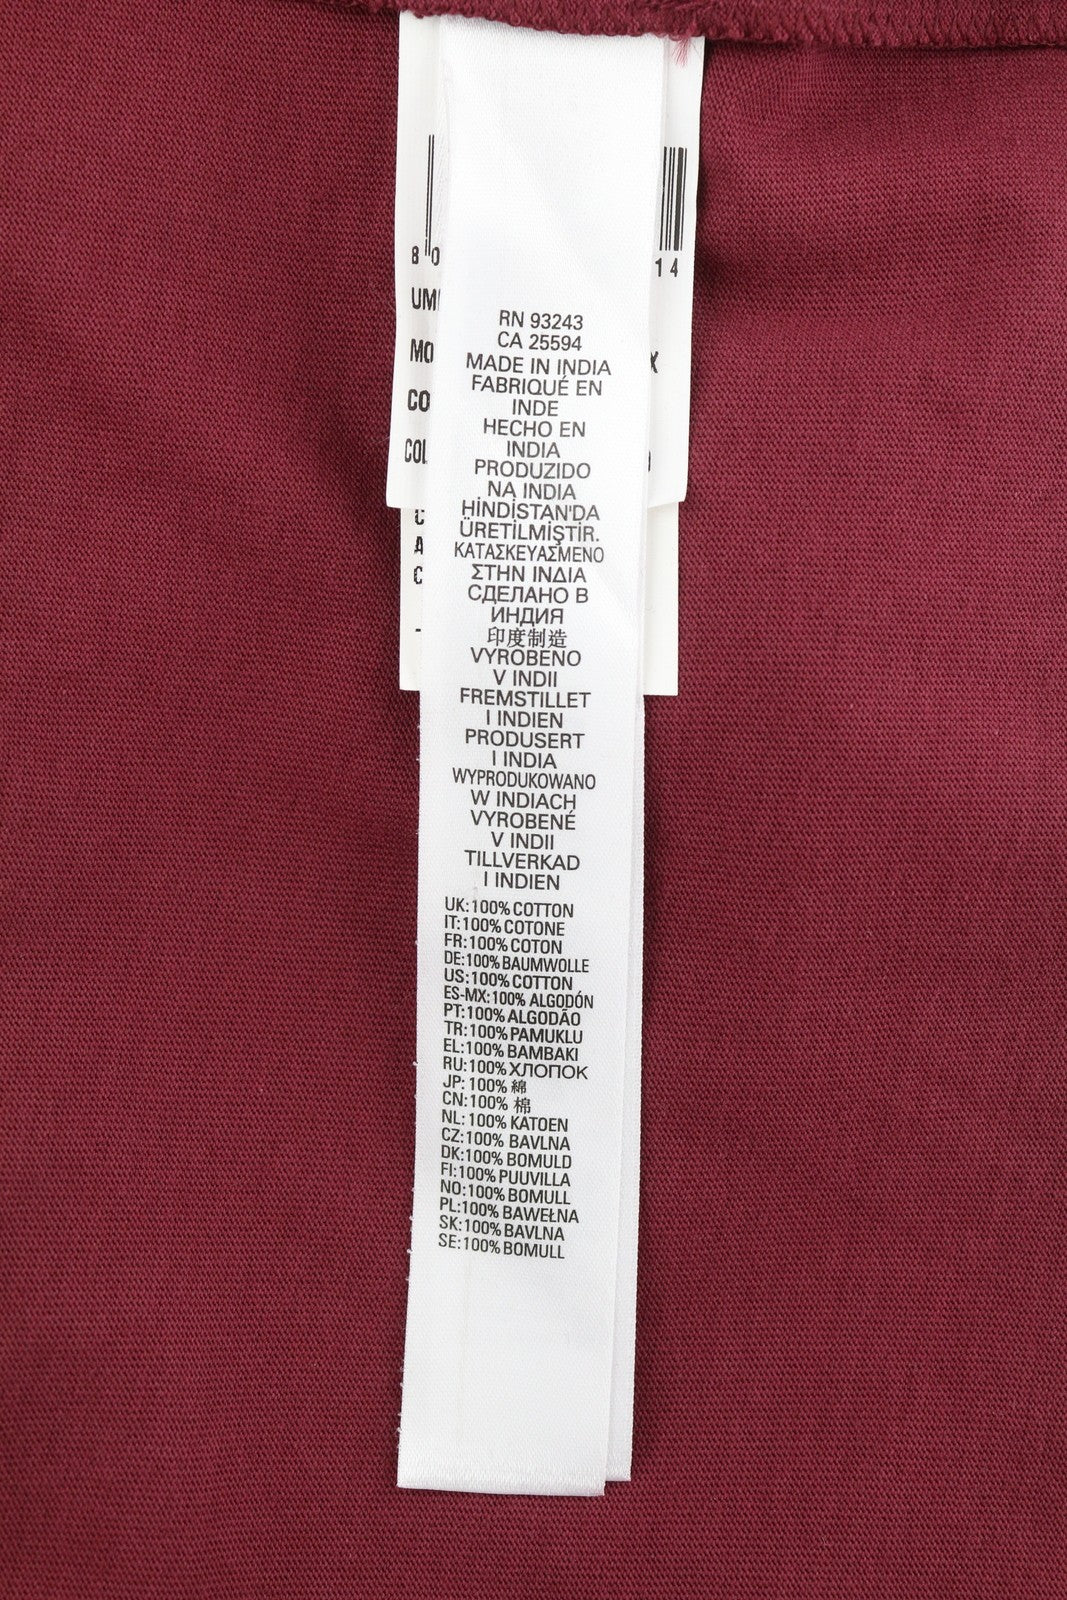 RN 93243
CA 25594
MADE IN INDIA
FABRIQUÉ EN
INDE
HECHO EN
INDIA
PRODUZIDO
NA INDIA
HİNDİSTAN'DA
ÜRETİLMİŞTİR.
ΚΑΤΑΣΚΕΥΑΣΜΕΝΟ
ΣΤΗΝ ΙΝΔΙΑ
СДЕЛАНО В
ИНДИЯ
印度制造
VYROBENO
V INDII
FREMSTILLET
I INDIEN
PRODUSERT
I INDIA
WYPRODUKOWANO
W INDIACH
VYROBENÉ
V INDII
TILLVERKAD
I INDIEN
UK:100% COTTON
IT:100% COTONE
FR:100% COTON
DE:100% BAUMWOLLE
US:100% COTTON
ES-MX:100% ALGODÓN
PT:100% ALGODÃO
TR:100% PAMUKLU
EL:100% BAMBAKI
RU:100% ХЛОПОК
JP:100% 綿
CN:100% 棉
NL:100% KATOEN
CZ:100% BAVLNA
DK:100% BOMULD
FI:100% PUUVILLA
NO:100% BOMULL
PL:100% BAWEŁNA
SK:100% BAVLNA
SE:100% BOMULL